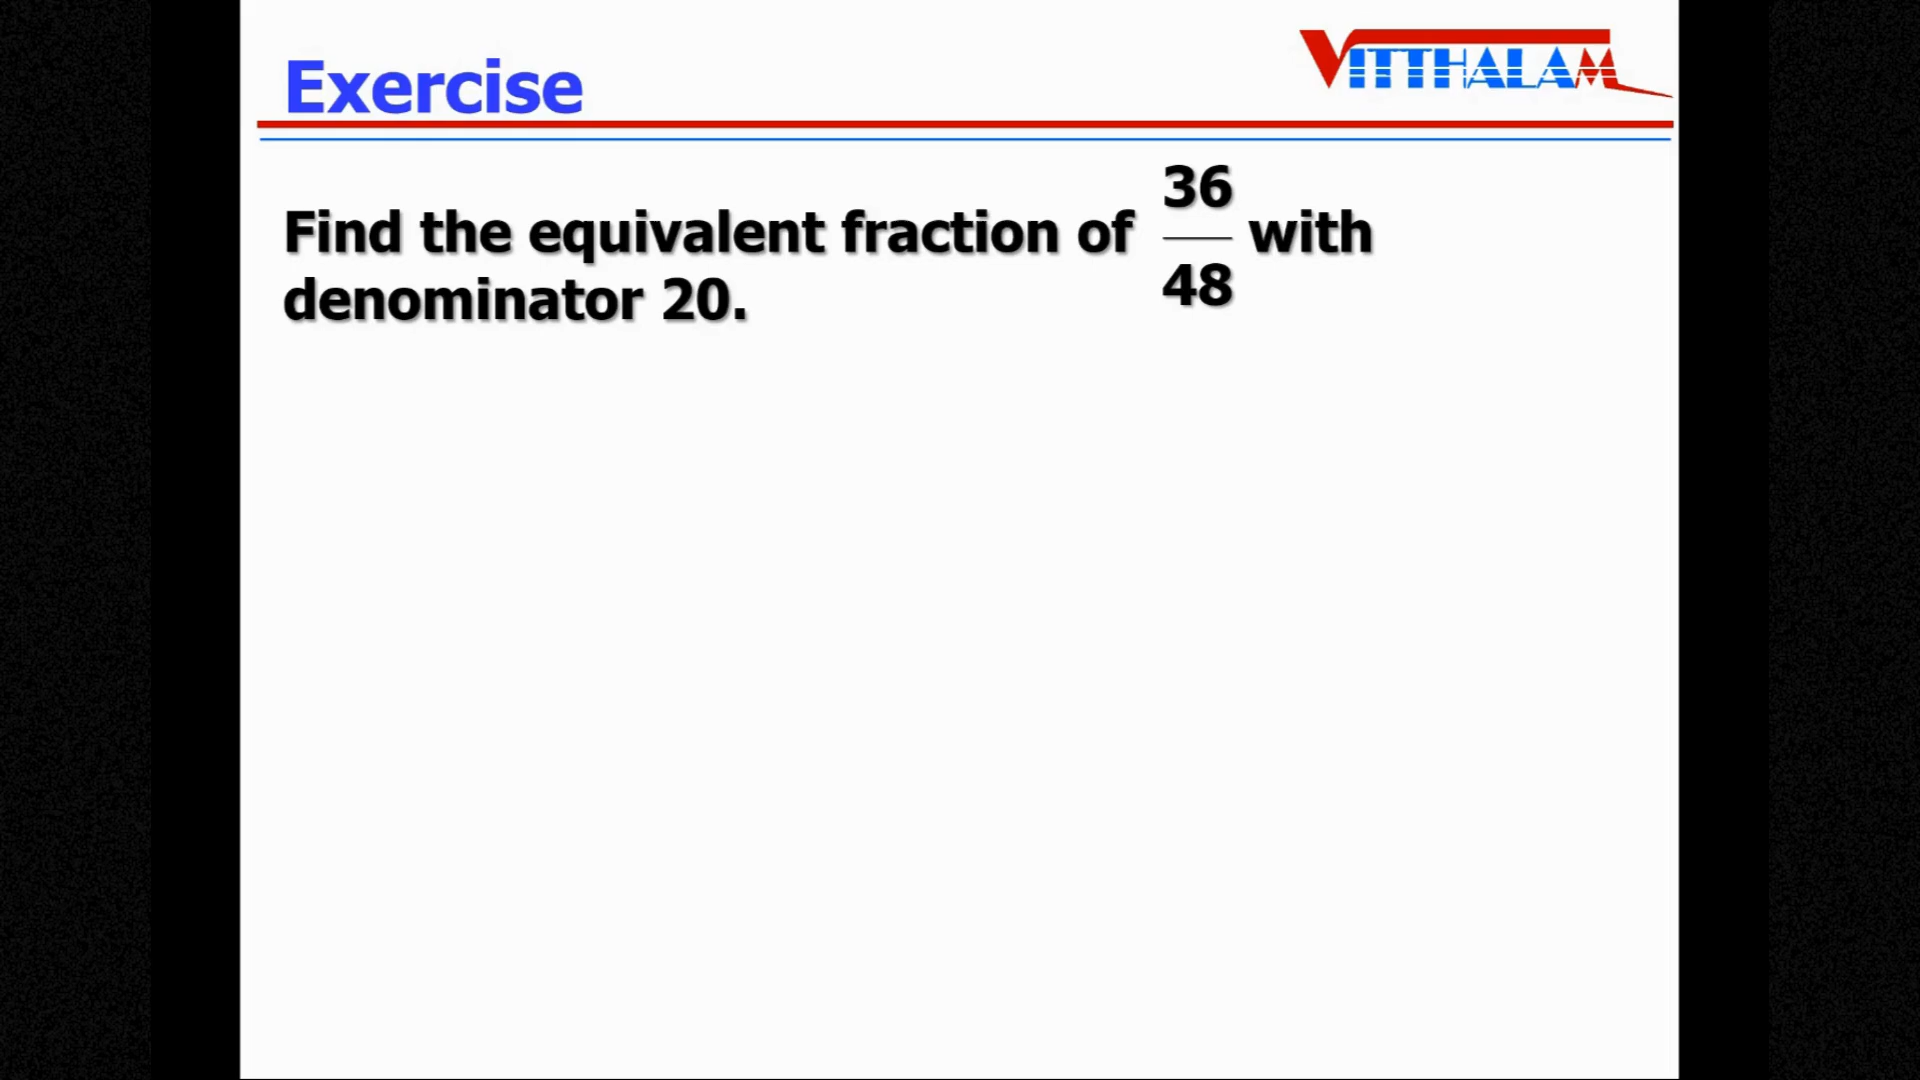 Exercise
VITTHALAM
Find the equivalent fraction of 36/48 with
denominator 20.